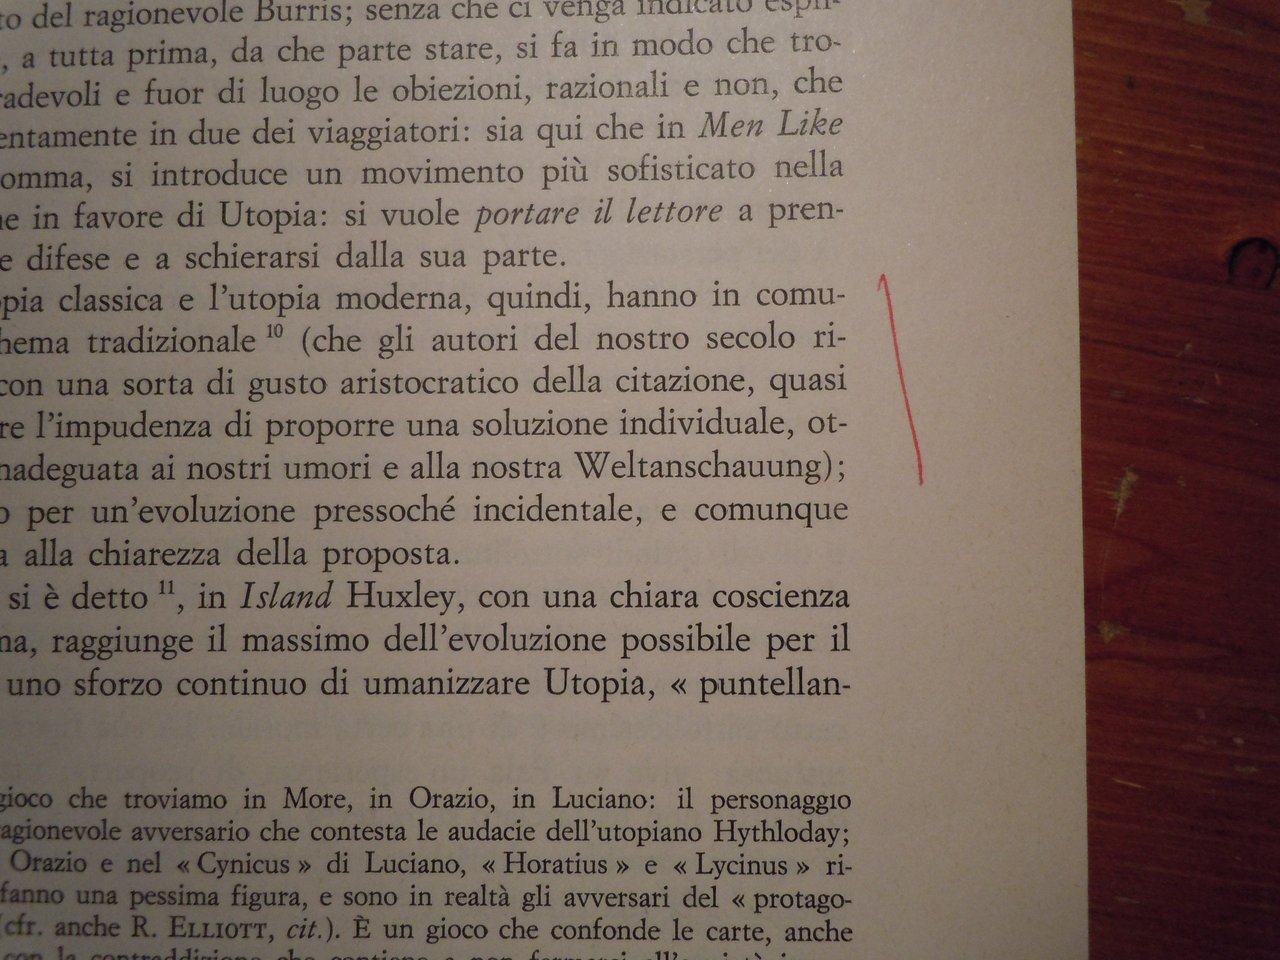 to del ragionevole Burris; senza che ci venga indicato espli-
, a tutta prima, da che parte stare, si fa in modo che tro-
radevoli e fuor di luogo le obiezioni, razionali e non, che
entamente in due dei viaggiatori: sia qui che in Men Like
omma, si introduce un movimento più sofisticato nella
ne in favore di Utopia: si vuole portare il lettore a pren-
e difese e a schierarsi dalla sua parte.
opia classica e l'utopia moderna, quindi, hanno in comu-
hema tradizionale 10 (che gli autori del nostro secolo ri-
con una sorta di gusto aristocratico della citazione, quasi
re l'impudenza di proporre una soluzione individuale, ot-
nadeguata ai nostri umori e alla nostra Weltanschauung);
o per un'evoluzione pressoché incidentale, e comunque
a alla chiarezza della proposta.
si è detto 11, in Island Huxley, con una chiara coscienza
na, raggiunge il massimo dell'evoluzione possibile per il
uno sforzo continuo di umanizzare Utopia, « puntellan-
gioco che troviamo in More, in Orazio, in Luciano: il personaggio
agionevole avversario che contesta le audacie dell'utopiano Hythloday;
Orazio e nel « Cynicus » di Luciano, « Horatius » e « Lycinus » ri-
fanno una pessima figura, e sono in realtà gli avversari del « protago-
(cfr. anche R. ELLIOTT, cit.). È un gioco che confonde le carte, anche
con la contraddizione che contiene e non